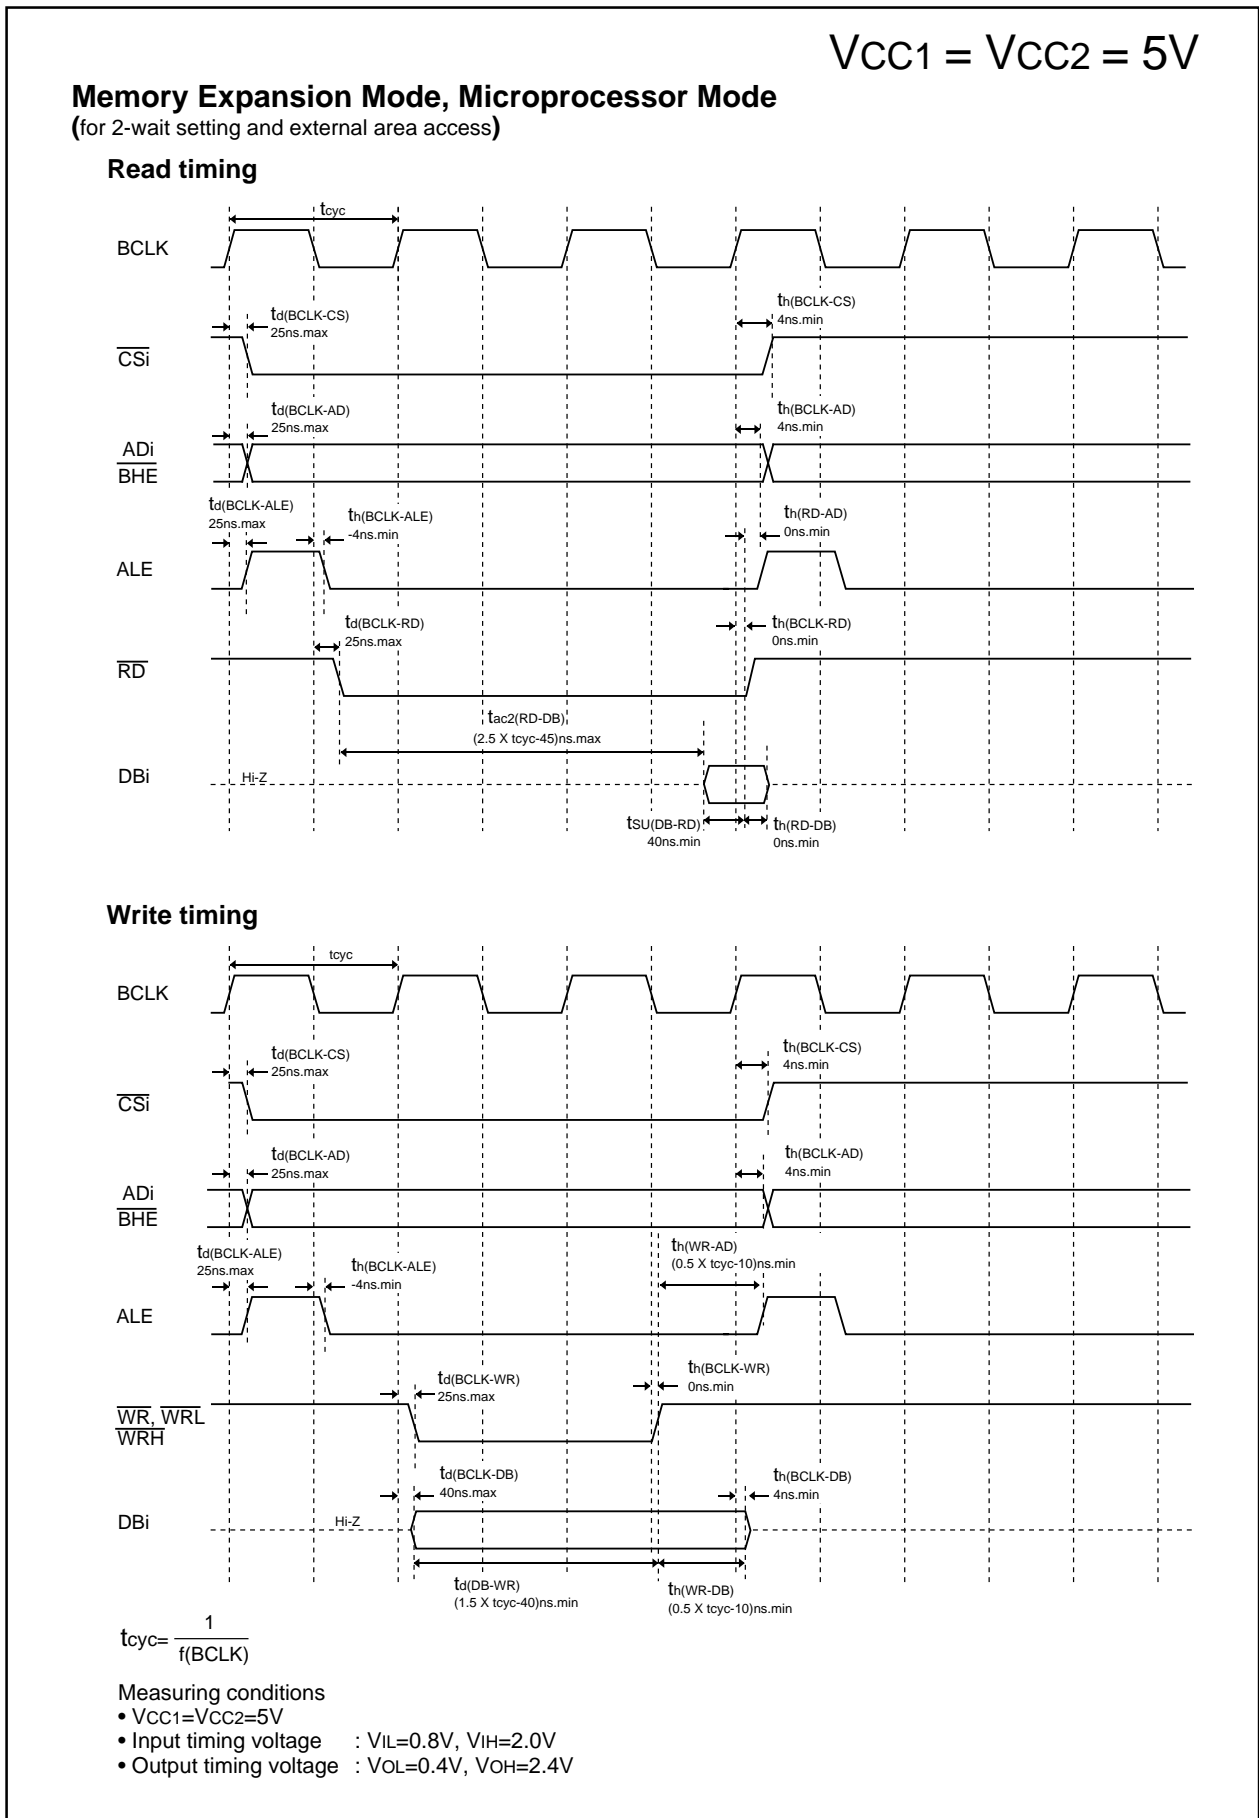 VCC1 = VCC2 = 5V
Memory Expansion Mode, Microprocessor Mode
(for 2-wait setting and external area access)
Read timing
tcyc
BCLK
td(BCLK-CS)
25ns.max
th(BCLK-CS)
4ns.min
CSi
td(BCLK-AD)
25ns.max
th(BCLK-AD)
4ns.min
ADi
BHE
td(BCLK-ALE)
25ns.max
th(BCLK-ALE)
-4ns.min
th(RD-AD)
0ns.min
ALE
td(BCLK-RD)
25ns.max
th(BCLK-RD)
0ns.min
RD
tac2(RD-DB)
(2.5 X tcyc-45)ns.max
DBi
Hi-Z
tSU(DB-RD)
40ns.min
th(RD-DB)
0ns.min
Write timing
tcyc
BCLK
td(BCLK-CS)
25ns.max
th(BCLK-CS)
4ns.min
CSi
td(BCLK-AD)
25ns.max
th(BCLK-AD)
4ns.min
ADi
BHE
td(BCLK-ALE)
25ns.max
th(BCLK-ALE)
-4ns.min
th(WR-AD)
(0.5 X tcyc-10)ns.min
ALE
td(BCLK-WR)
25ns.max
th(BCLK-WR)
0ns.min
WR, WRL
WRH
td(BCLK-DB)
40ns.max
th(BCLK-DB)
4ns.min
DBi
Hi-Z
td(DB-WR)
(1.5 X tcyc-40)ns.min
th(WR-DB)
(0.5 X tcyc-10)ns.min
tcyc= 1
f(BCLK)
Measuring conditions
• VCC1=VCC2=5V
• Input timing voltage : VIL=0.8V, VIH=2.0V
• Output timing voltage : VOL=0.4V, VOH=2.4V